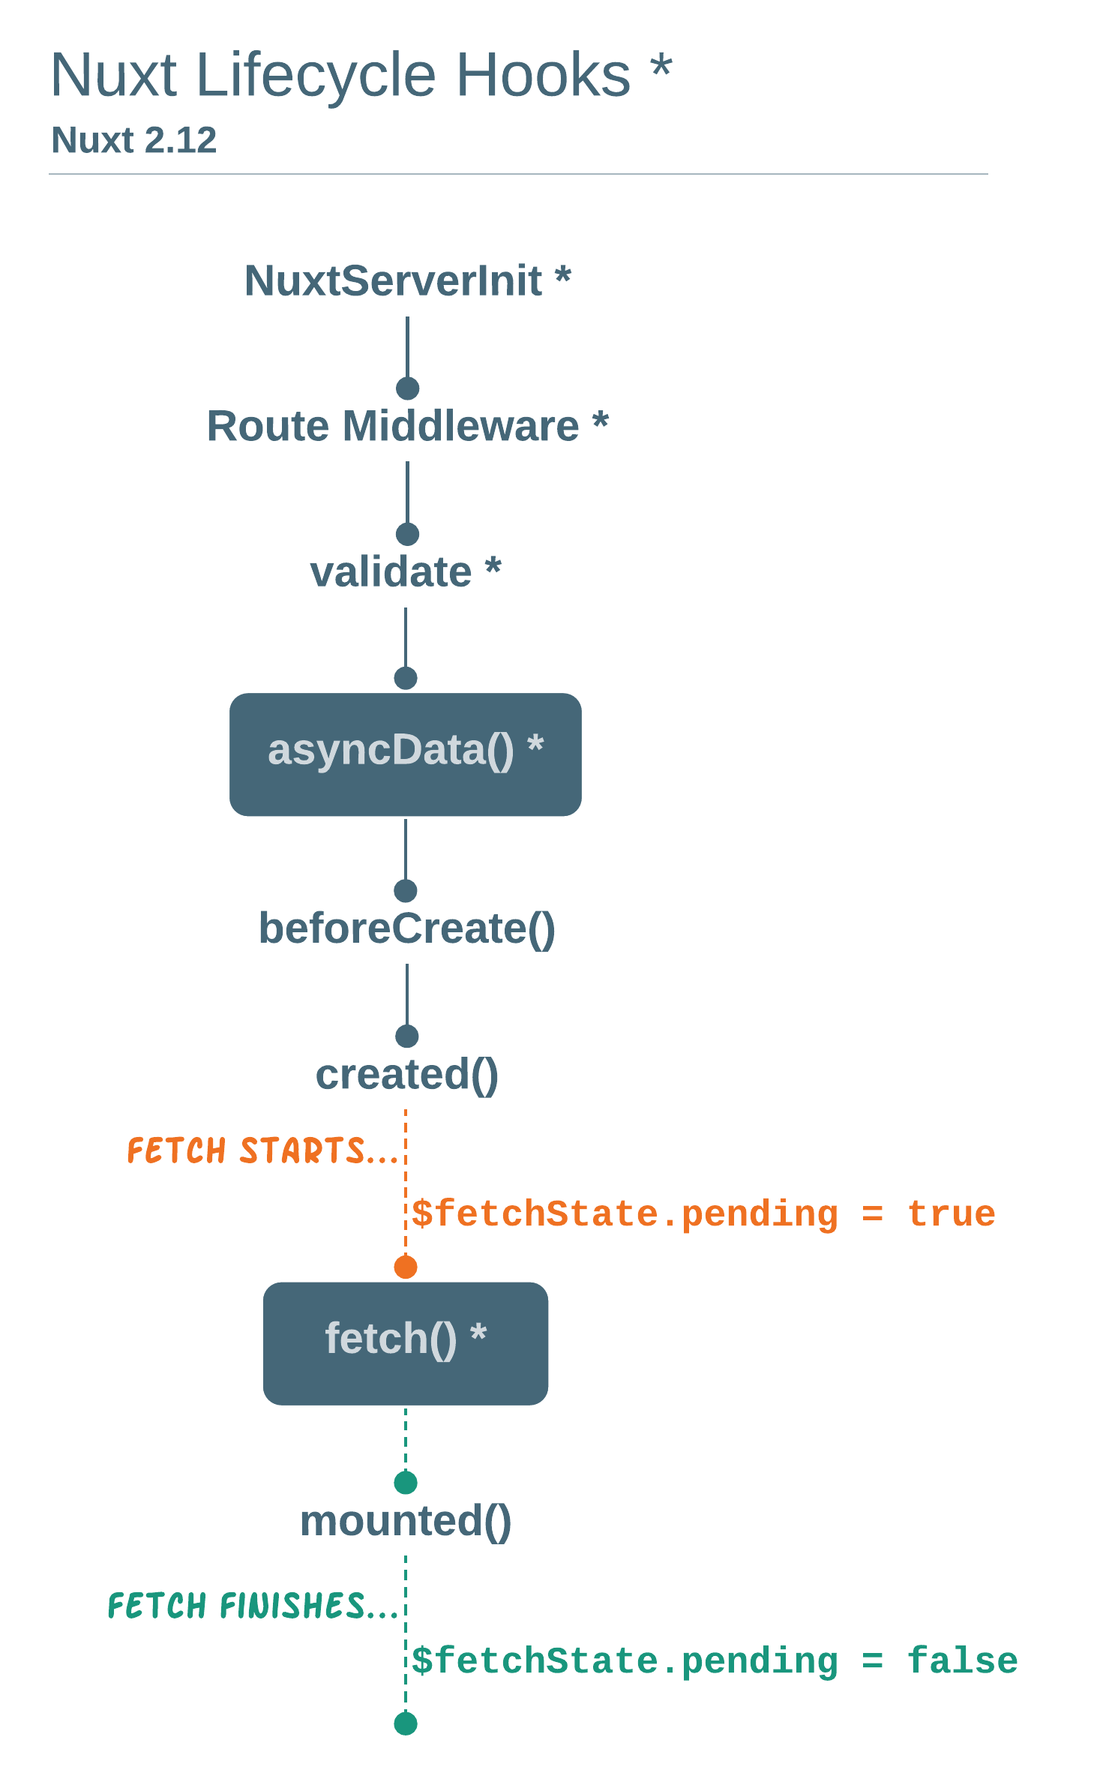 Nuxt Lifecycle Hooks *
Nuxt 2.12
NuxtServerInit *
Route Middleware *
validate *
asyncData() *
beforeCreate()
created()
FETCH STARTS...
$fetchState.pending = true
fetch() *
mounted()
FETCH FINISHES...
$fetchState.pending = false